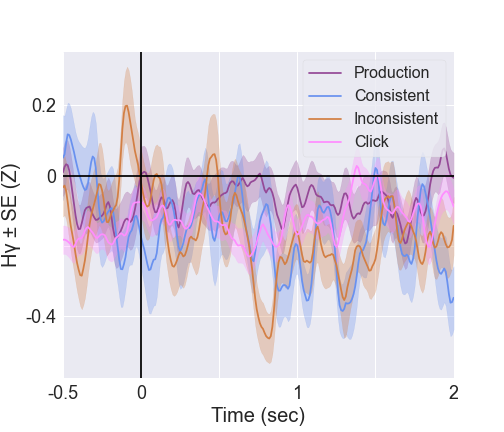 Production
Consistent
Inconsistent
Click
0.2
0
-0.4
Hγ ± SE (Z)
-0.5 0 1 2
Time (sec)